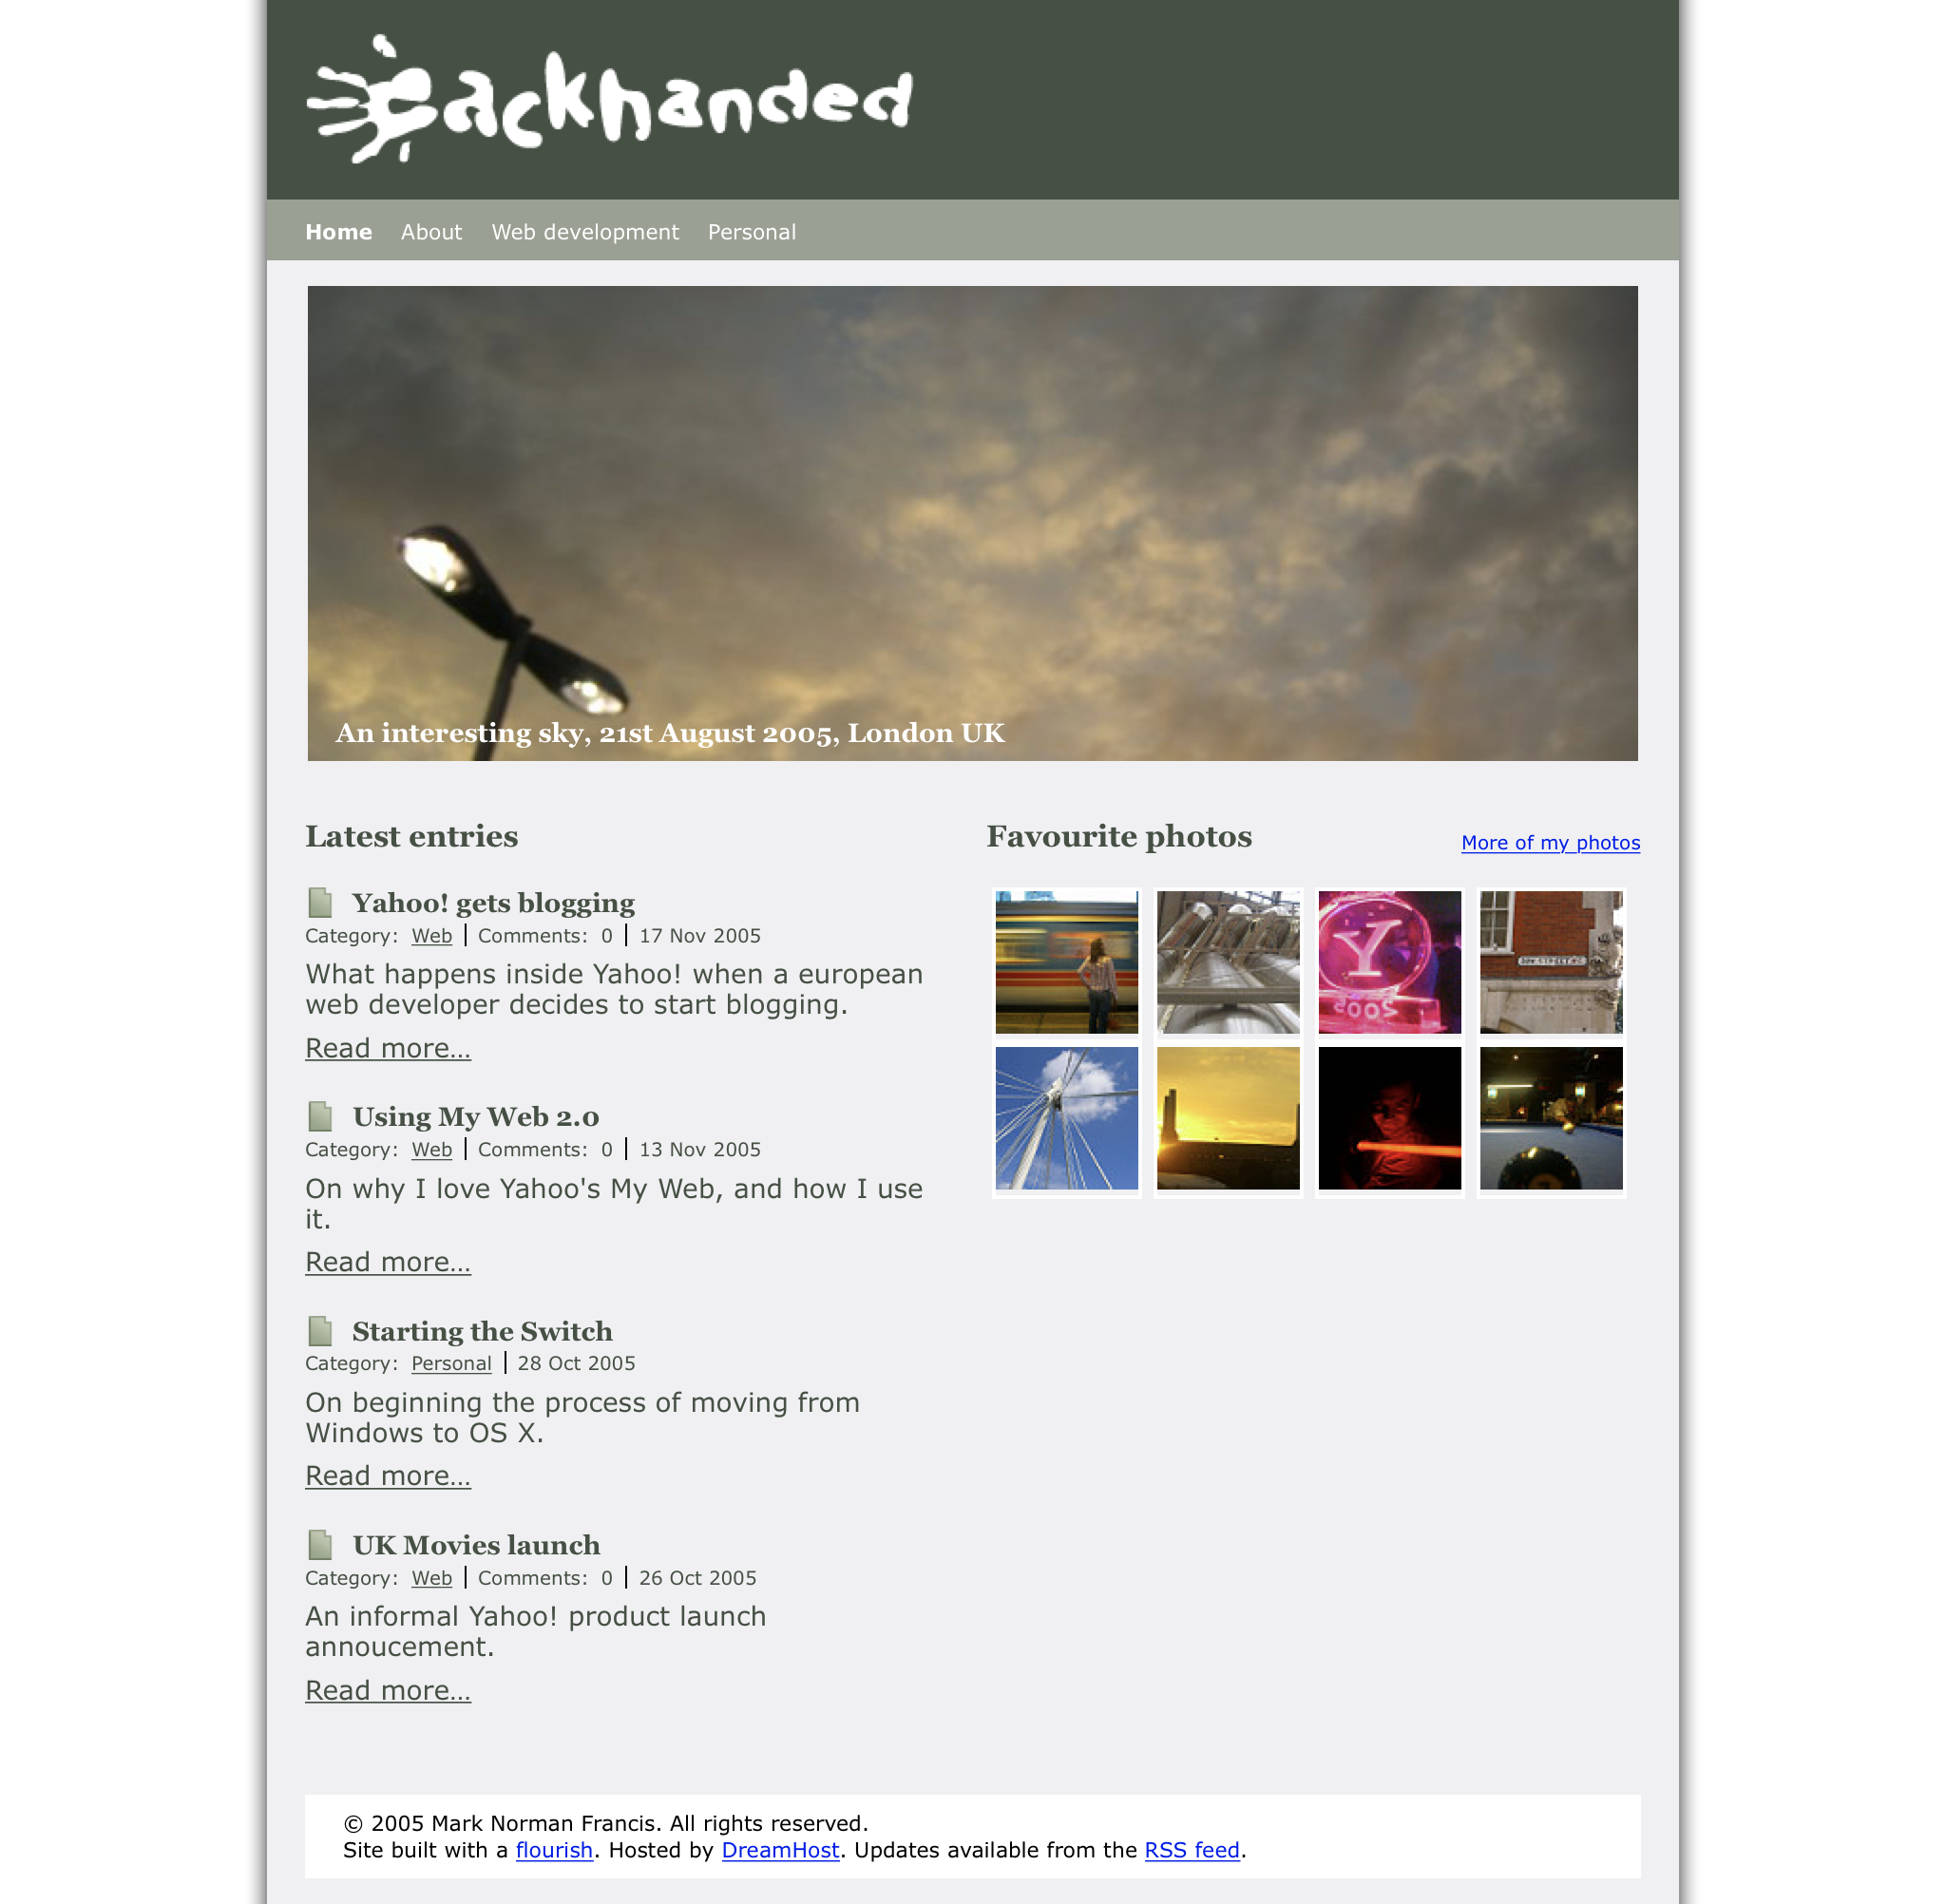 Backhanded
Home About Web development Personal
An interesting sky, 21st August 2005, London UK
Latest entries
Yahoo! gets blogging
Category: Web | Comments: 0 | 17 Nov 2005
What happens inside Yahoo! when a european
web developer decides to start blogging.
Read more...
Using My Web 2.0
Category: Web | Comments: 0 | 13 Nov 2005
On why I love Yahoo's My Web, and how I use
it.
Read more...
Starting the Switch
Category: Personal | 28 Oct 2005
On beginning the process of moving from
Windows to OS X.
Read more...
UK Movies launch
Category: Web | Comments: 0 | 26 Oct 2005
An informal Yahoo! product launch
annoucement.
Read more...
Favourite photos
More of my photos
Y
2005
© 2005 Mark Norman Francis. All rights reserved.
Site built with a flourish. Hosted by DreamHost. Updates available from the RSS feed.